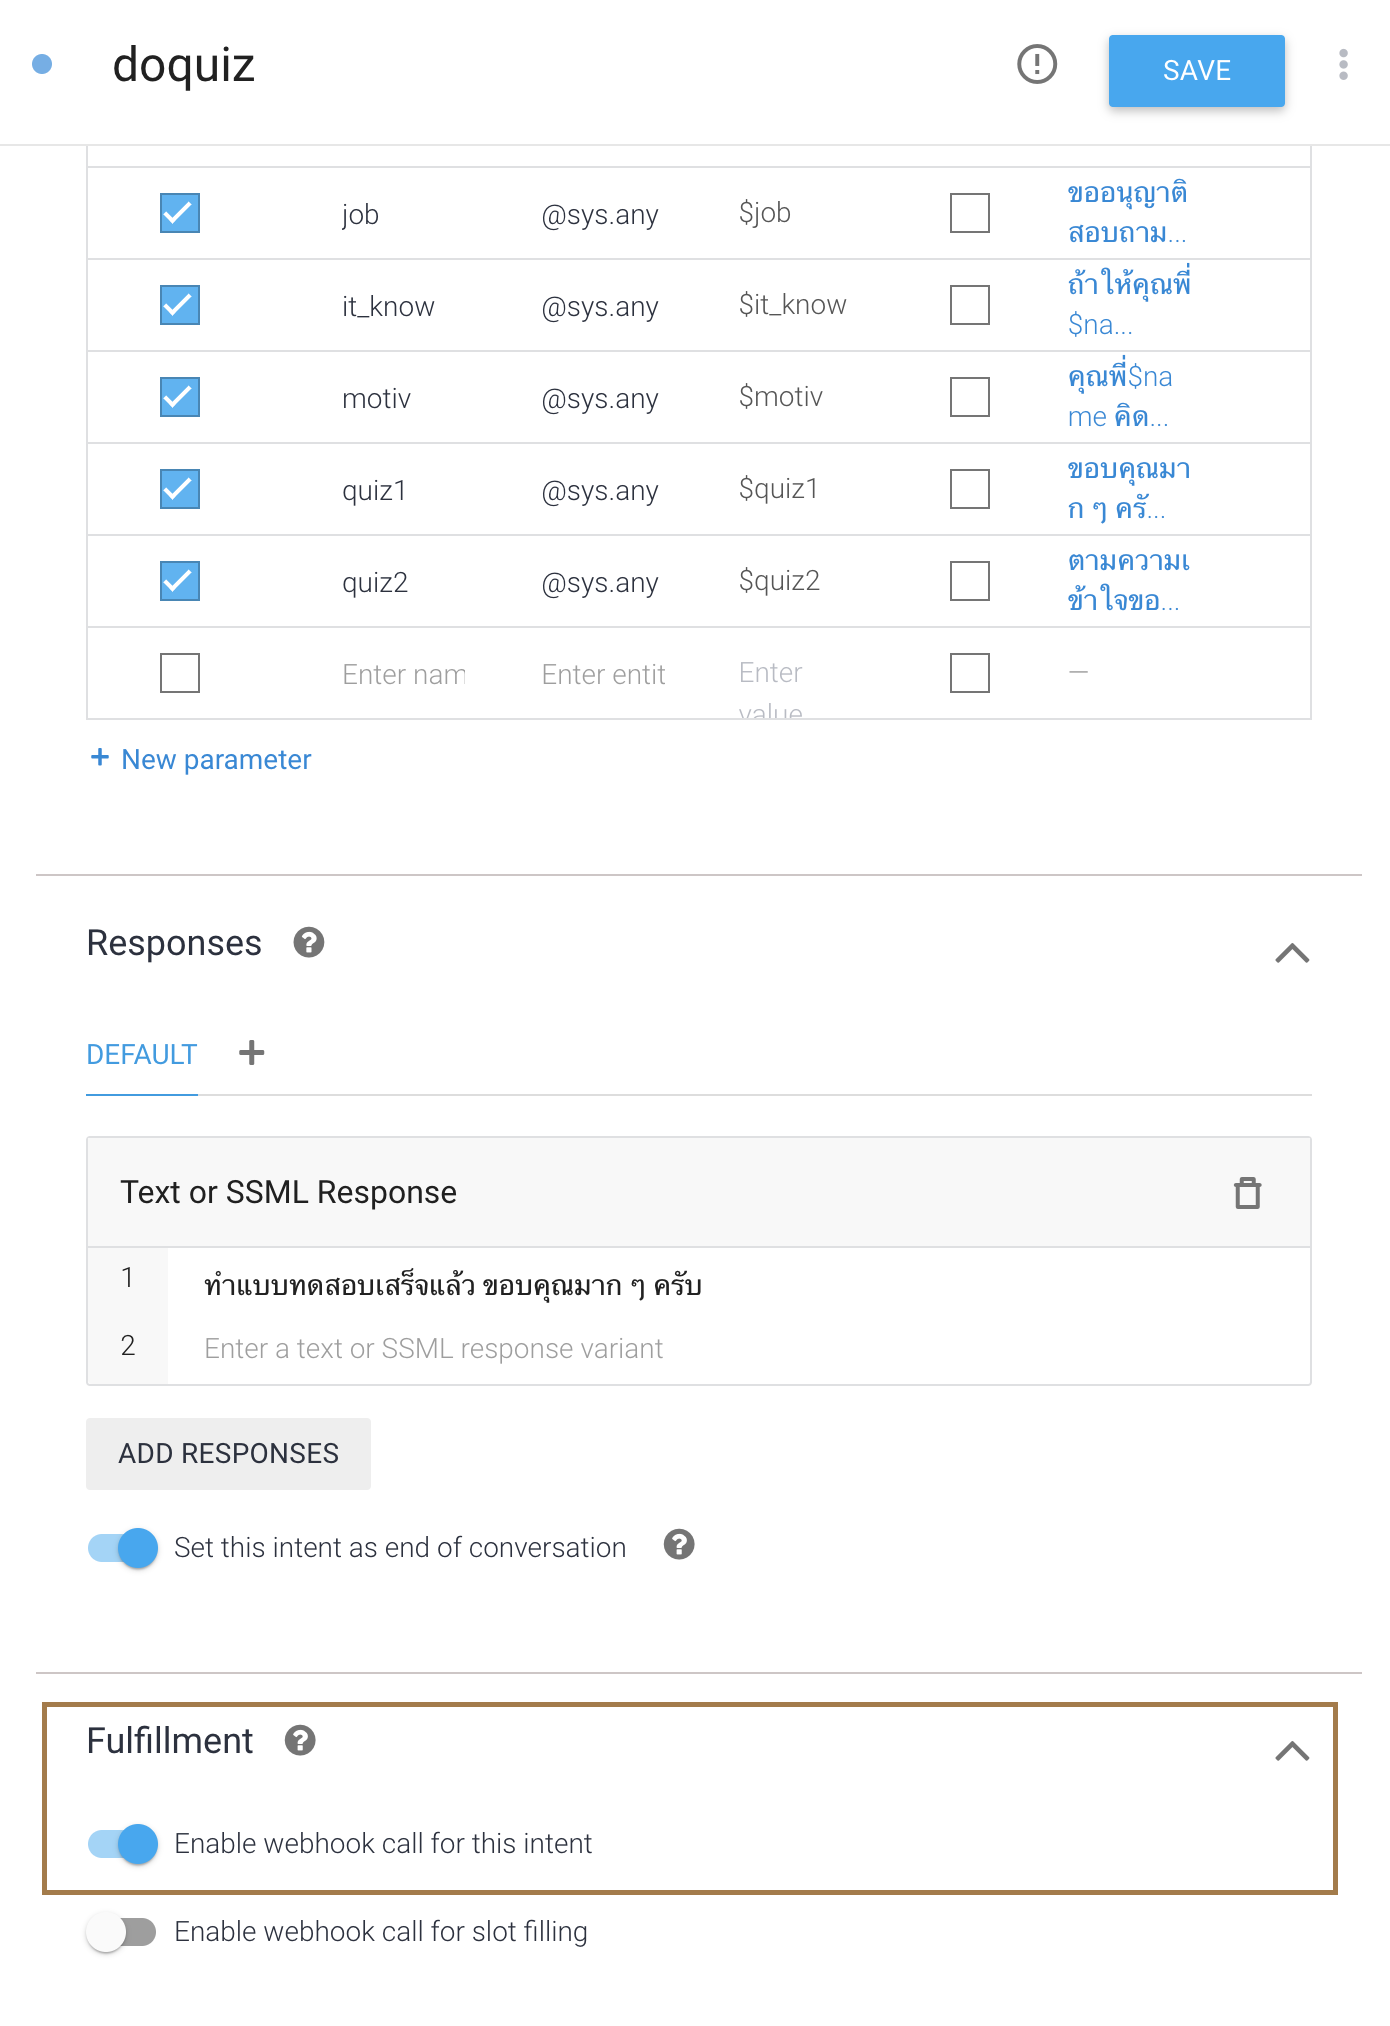 doquiz
SAVE
job @sys.any $job ขออนุญาติ
สอบถาม...
it_know @sys.any $it_know ถ้าให้คุณพี่
$na...
motiv @sys.any $motiv คุณพี่$na
me คิด...
quiz1 @sys.any $quiz1 ขอบคุณมา
ก ๆ ครั...
quiz2 @sys.any $quiz2 ตามความเ
ข้าใจขอ...
Enter nam Enter entit Enter
value
—
+ New parameter
Responses
DEFAULT +
Text or SSML Response
1 ทำแบบทดสอบเสร็จแล้ว ขอบคุณมาก ๆ ครับ
2 Enter a text or SSML response variant
ADD RESPONSES
Set this intent as end of conversation
Fulfillment
Enable webhook call for this intent
Enable webhook call for slot filling